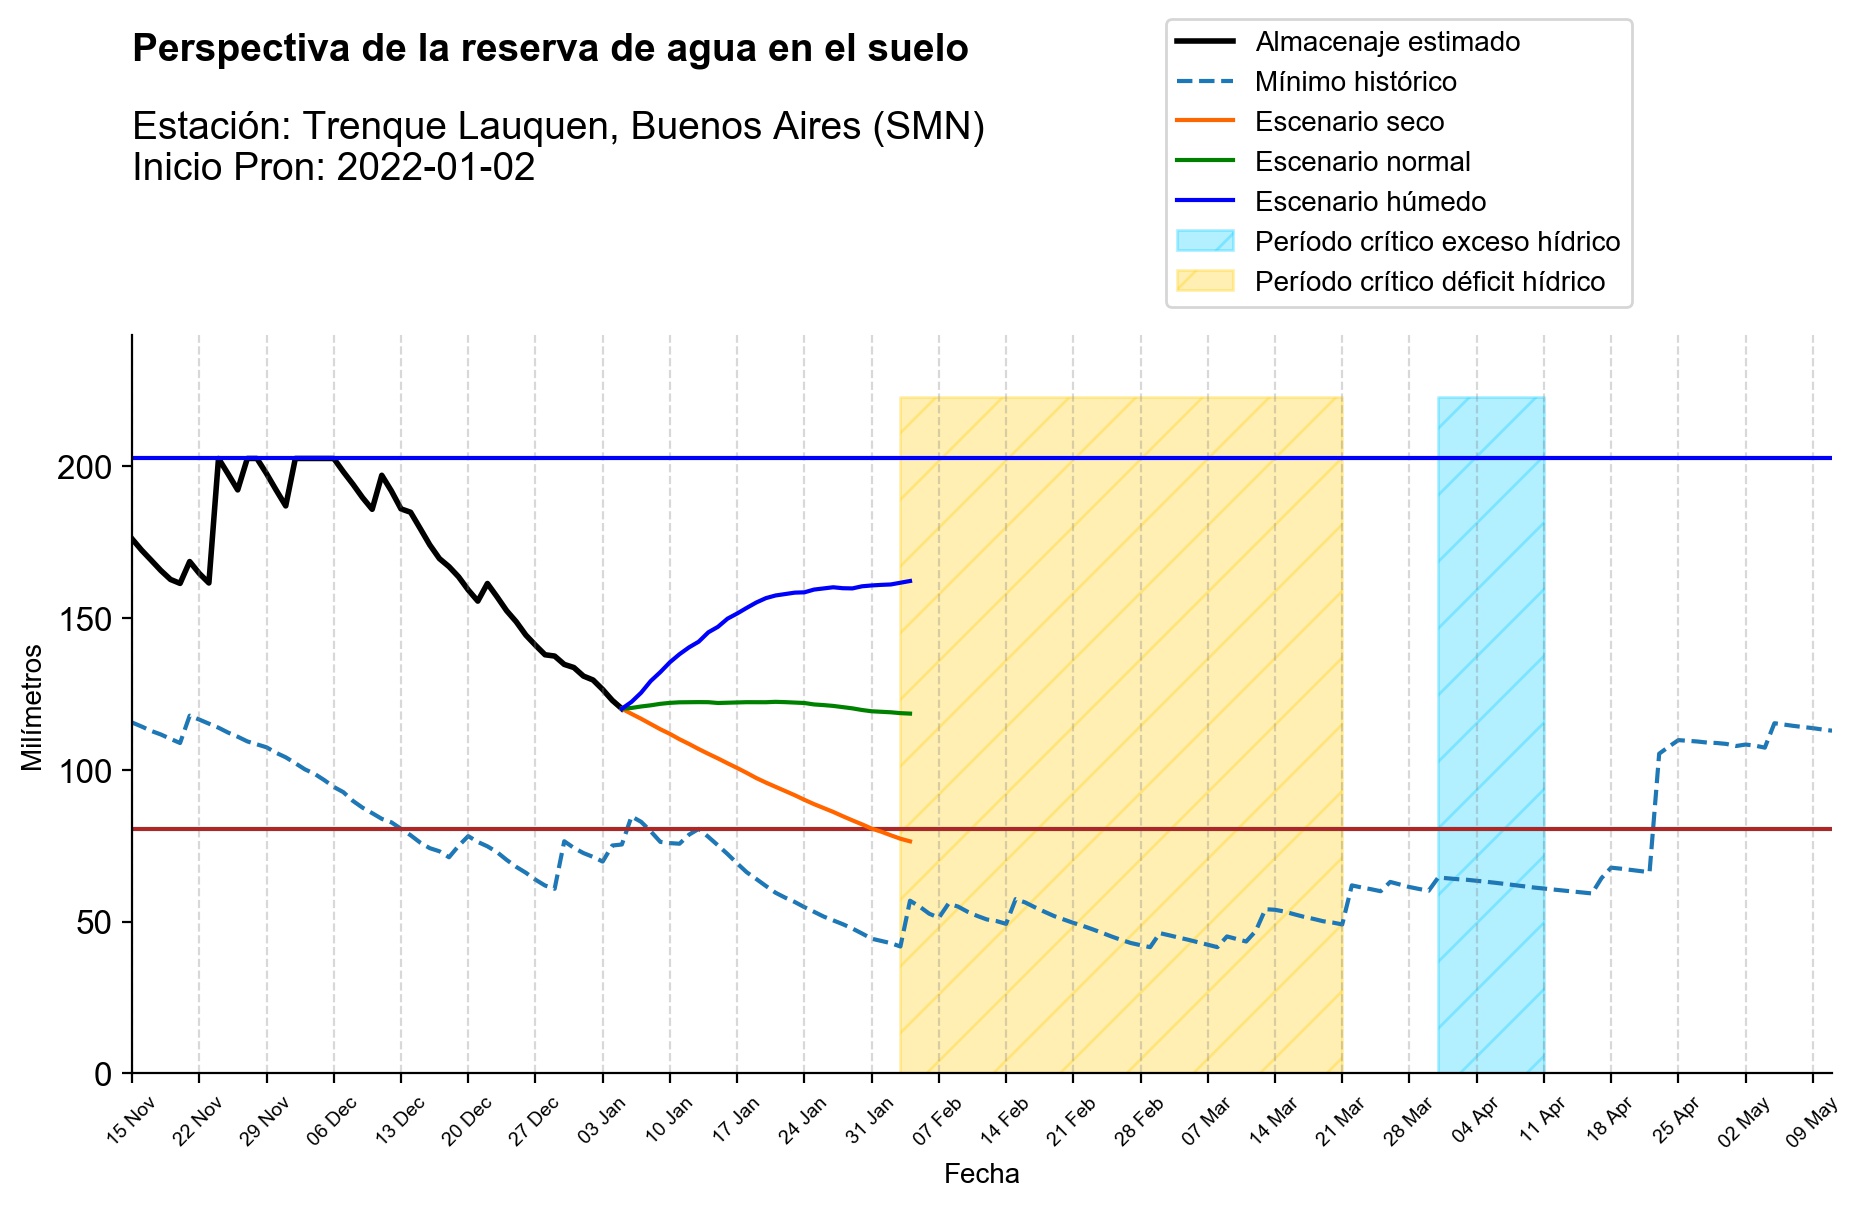 Perspectiva de la reserva de agua en el suelo
Estación: Trenque Lauquen, Buenos Aires (SMN)
Inicio Pron: 2022-01-02
Almacenaje estimado
Mínimo histórico
Escenario seco
Escenario normal
Escenario húmedo
Período crítico exceso hídrico
Período crítico déficit hídrico
Milímetros
200
150
100
50
0
15 Nov
22 Nov
29 Nov
06 Dec
13 Dec
20 Dec
27 Dec
03 Jan
10 Jan
17 Jan
24 Jan
31 Jan
07 Feb
14 Feb
21 Feb
28 Feb
07 Mar
14 Mar
21 Mar
28 Mar
04 Apr
11 Apr
18 Apr
25 Apr
02 May
09 May
Fecha